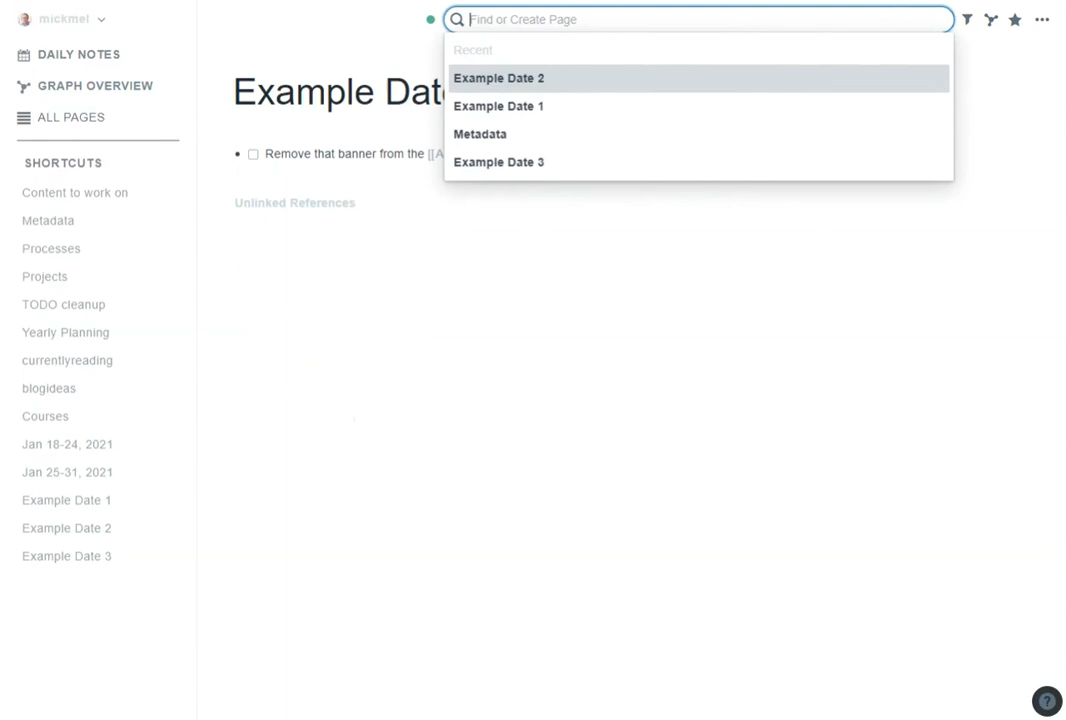 mickmel
Find or Create Page
DAILY NOTES
GRAPH OVERVIEW
ALL PAGES
SHORTCUTS
Content to work on
Metadata
Processes
Projects
TODO cleanup
Yearly Planning
currentlyreading
blogideas
Courses
Jan 18-24, 2021
Jan 25-31, 2021
Example Date 1
Example Date 2
Example Date 3
Recent
Example Date 2
Example Date 1
Metadata
Example Date 3
Example Dat
Remove that banner from the [[A
Unlinked References
?